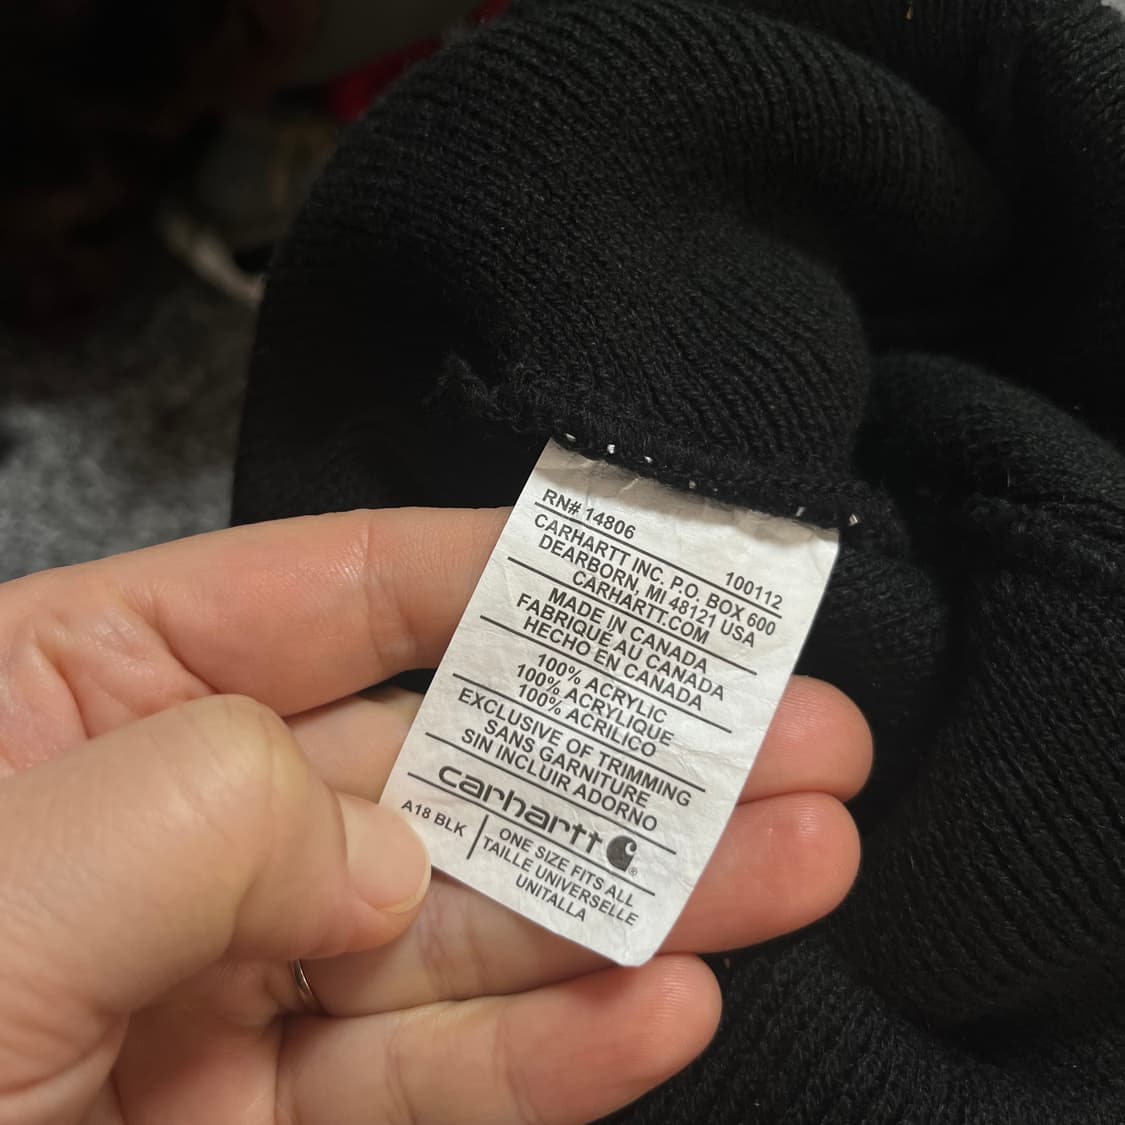 RN# 14806
100112
CARHARTT INC. P.O. BOX 600
DEARBORN, MI 48121 USA
CARHARTT.COM
MADE IN CANADA
FABRIQUÉ AU CANADA
HECHO EN CANADA
100% ACRYLIC
100% ACRYLIQUE
100% ACRILICO
EXCLUSIVE OF TRIMMING
SANS GARNITURE
SIN INCLUIR ADORNO
carhartt ®
A18 BLK
ONE SIZE FITS ALL
TAILLE UNIVERSELLE
UNITALLA